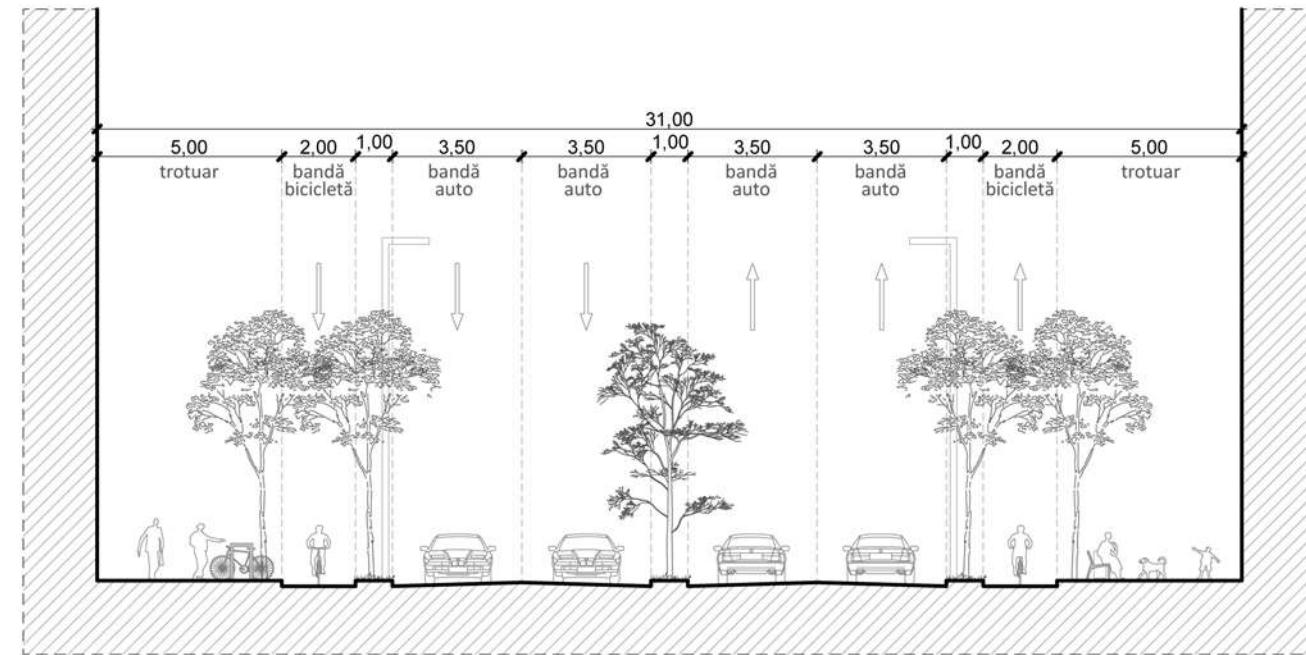 31,00
5,00 2,00 1,00 3,50 3,50 1,00 3,50 3,50 1,00 2,00 5,00
trotuar bandă bandă bandă bandă bandă bandă trotuar
bicicletă auto auto auto auto bicicletă